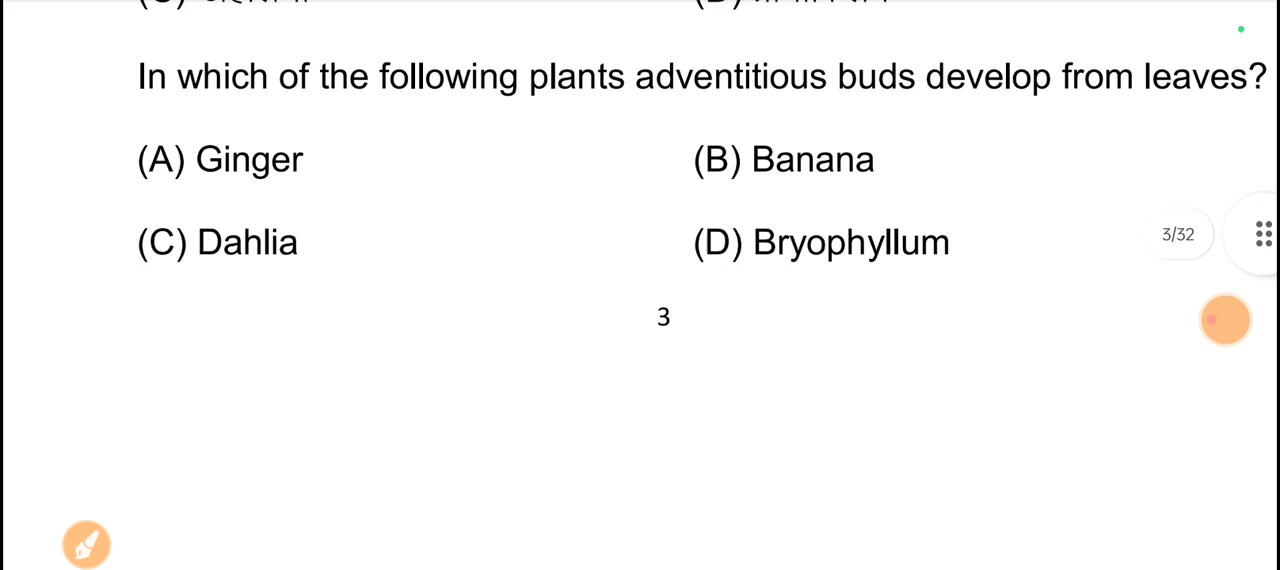 In which of the following plants adventitious buds develop from leaves?
(A) Ginger (B) Banana
(C) Dahlia (D) Bryophyllum
3/32
3